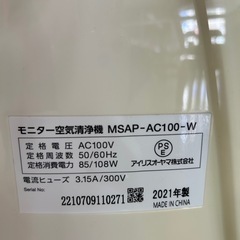 モニター空気清浄機 MSAP-AC100-W
定格電圧 AC100V
定格周波数 50/60Hz
定格消費電力 85/108W
PSE
アイリスオーヤマ株式会社
電流ヒューズ 3.15A/300V
Serial No.
2210709110271
2021年製